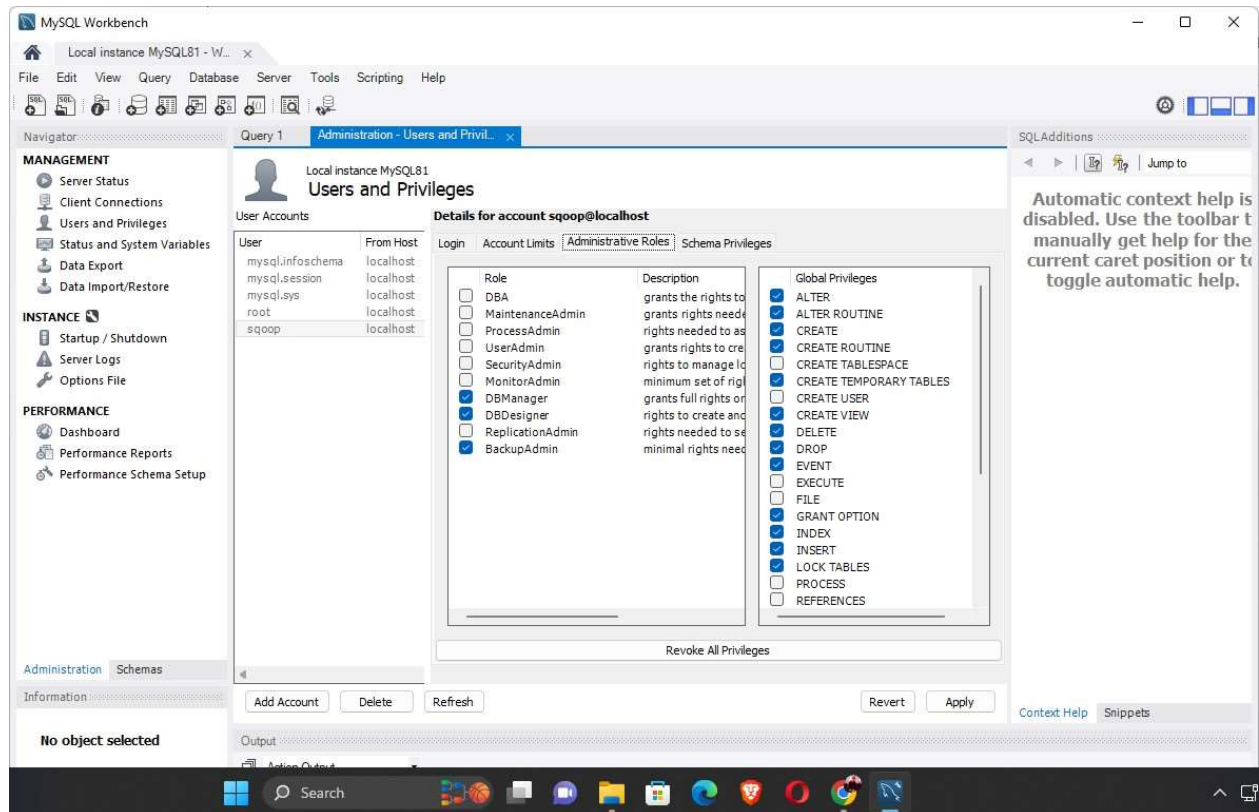 MySQL Workbench
Local instance MySQL81 - W...
File Edit View Query Database Server Tools Scripting Help
Navigator
MANAGEMENT
Server Status
Client Connections
Users and Privileges
Status and System Variables
Data Export
Data Import/Restore
INSTANCE
Startup / Shutdown
Server Logs
Options File
PERFORMANCE
Dashboard
Performance Reports
Performance Schema Setup
Administration Schemas
Information
No object selected
Query 1 Administration - Users and Privil...
Local instance MySQL81
Users and Privileges
User Accounts
User From Host
mysql.infoschema localhost
mysql.session localhost
mysql.sys localhost
root localhost
sqoop localhost
Details for account sqoop@localhost
Login Account Limits Administrative Roles Schema Privileges
Role Description
DBA grants the rights to
MaintenanceAdmin grants rights neede
ProcessAdmin rights needed to as
UserAdmin grants rights to cre
SecurityAdmin rights to manage lo
MonitorAdmin minimum set of righ
DBManager grants full rights on
DBDesigner rights to create and
ReplicationAdmin rights needed to se
BackupAdmin minimal rights need
Global Privileges
ALTER
ALTER ROUTINE
CREATE
CREATE ROUTINE
CREATE TABLESPACE
CREATE TEMPORARY TABLES
CREATE USER
CREATE VIEW
DELETE
DROP
EVENT
EXECUTE
FILE
GRANT OPTION
INDEX
INSERT
LOCK TABLES
PROCESS
REFERENCES
Revoke All Privileges
Add Account Delete Refresh Revert Apply
Output
Action Output
SQLAdditions
Jump to
Automatic context help is
disabled. Use the toolbar t
manually get help for the
current caret position or to
toggle automatic help.
Context Help Snippets
Search